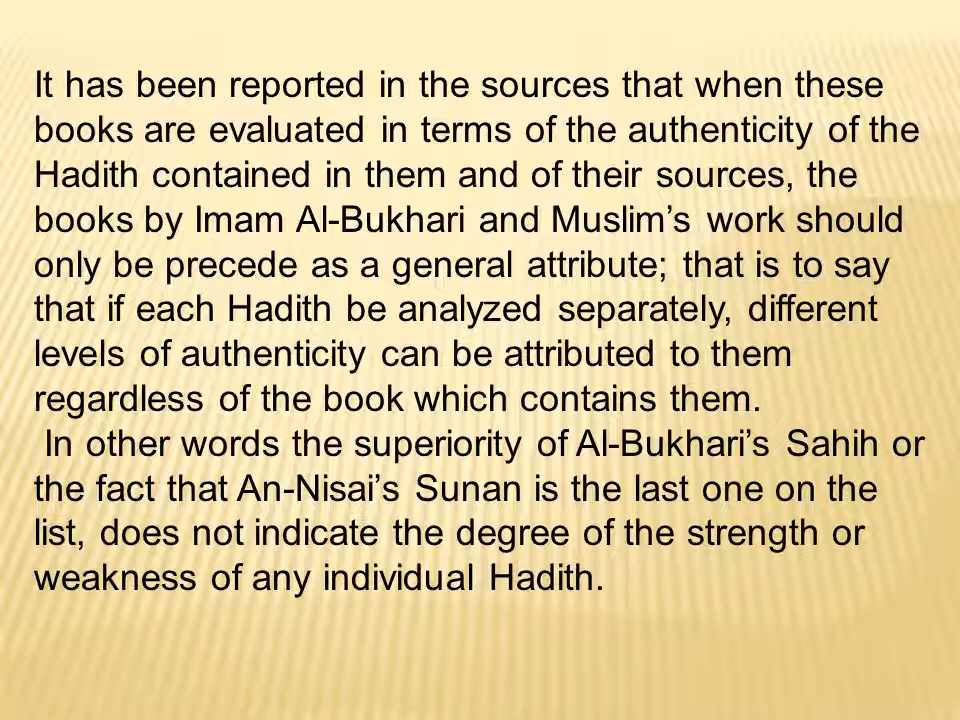 It has been reported in the sources that when these
books are evaluated in terms of the authenticity of the
Hadith contained in them and of their sources, the
books by Imam Al-Bukhari and Muslim’s work should
only be precede as a general attribute; that is to say
that if each Hadith be analyzed separately, different
levels of authenticity can be attributed to them
regardless of the book which contains them.
In other words the superiority of Al-Bukhari’s Sahih or
the fact that An-Nisai’s Sunan is the last one on the
list, does not indicate the degree of the strength or
weakness of any individual Hadith.